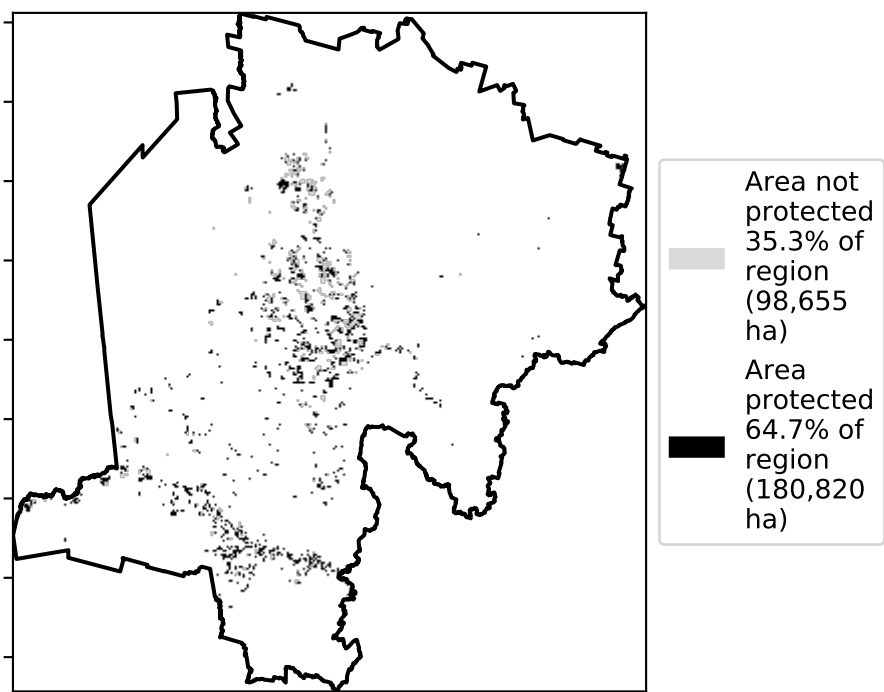 Area not
protected
35.3% of
region
(98,655
ha)
Area
protected
64.7% of
region
(180,820
ha)